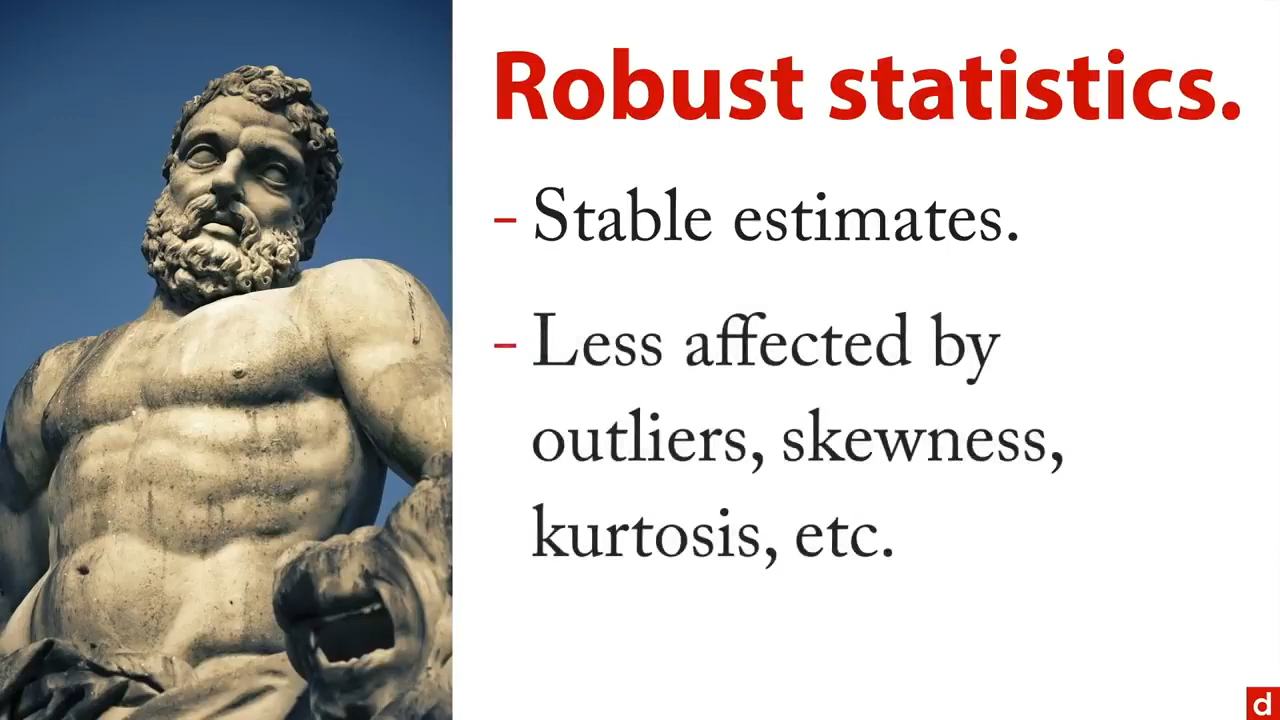 Robust statistics.
- Stable estimates.
- Less affected by
outliers, skewness,
kurtosis, etc.
d